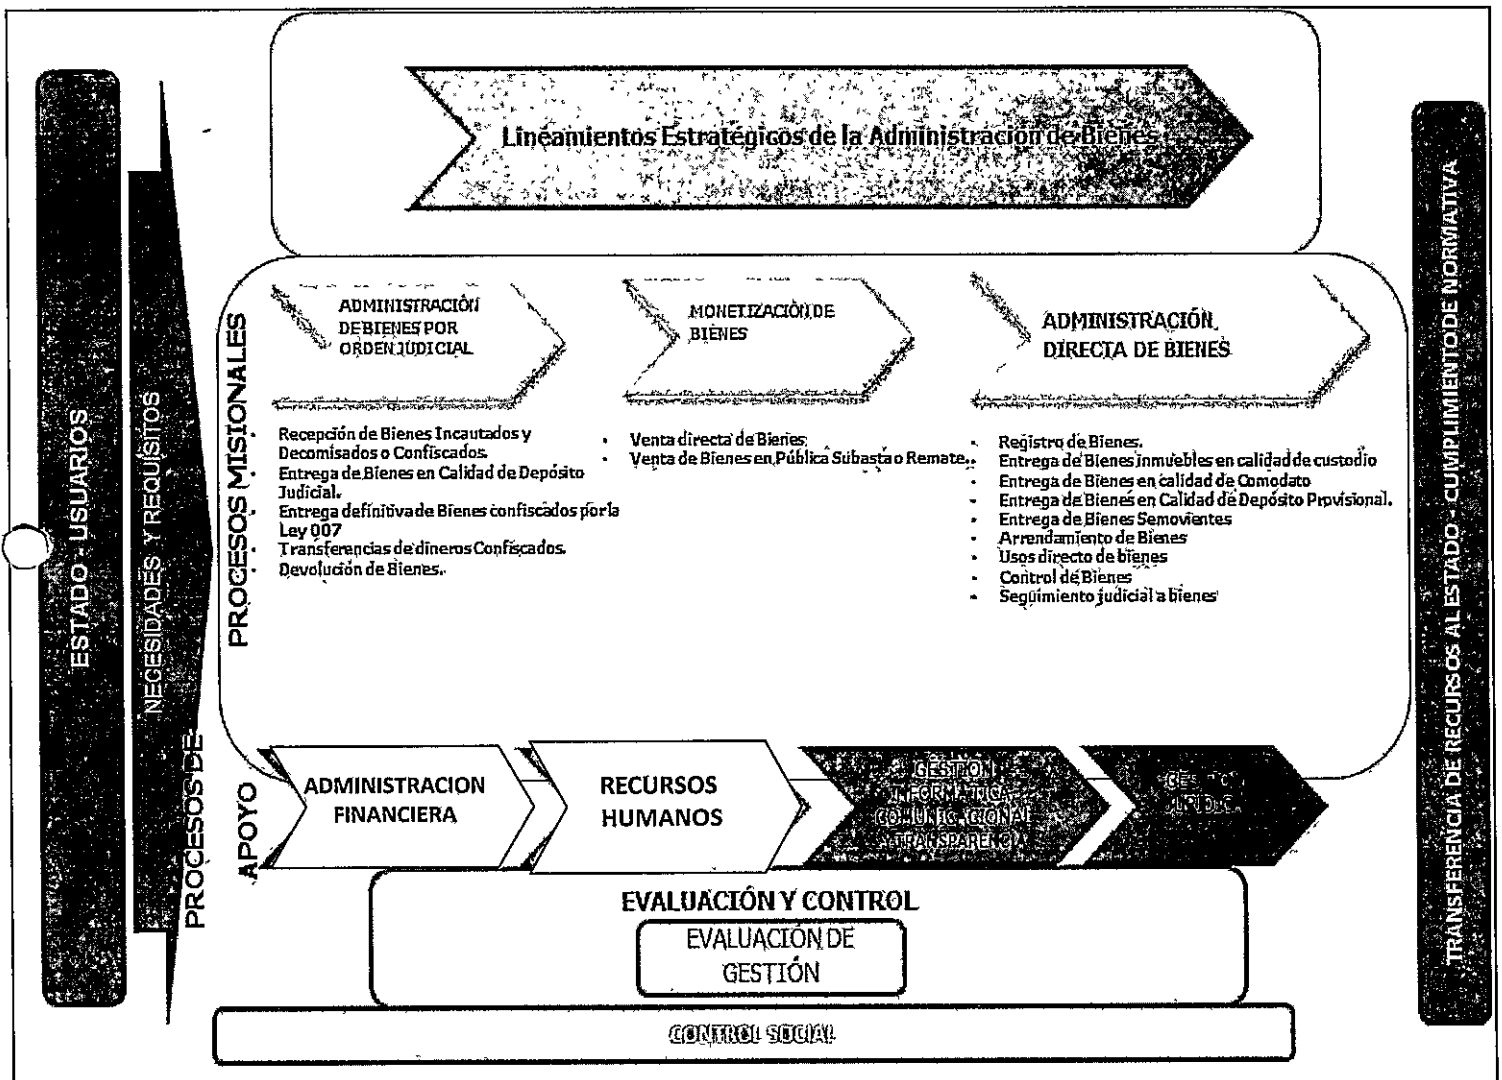 Lineamientos Estratégicos de la Administración de Bienes
ESTADO - USUARIOS
NECESIDADES Y REQUISITOS
PROCESOS MISIONALES
ADMINISTRACIÓN
DE BIENES POR
ORDEN JUDICIAL
• Recepción de Bienes Incautados y
Decomisados o Confiscados.
• Entrega de Bienes en Calidad de Depósito
Judicial.
• Entrega definitiva de Bienes confiscados por la
Ley 007
• Transferencias de dineros Confiscados.
• Devolución de Bienes.
MONETIZACIÓN DE
BIENES
• Venta directa de Bienes.
• Venta de Bienes en Pública Subasta o Remate.
ADMINISTRACIÓN
DIRECTA DE BIENES
• Registro de Bienes.
• Entrega de Bienes inmuebles en calidad de custodio
• Entrega de Bienes en calidad de Comodato
• Entrega de Bienes en Calidad de Depósito Provisional.
• Entrega de Bienes Semovientes
• Arrendamiento de Bienes
• Usos directo de bienes
• Control de Bienes
• Seguimiento judicial a bienes
PROCESOS DE
APOYO
ADMINISTRACION
FINANCIERA
RECURSOS
HUMANOS
GESTIÓN
INFORMATICA
COMUNICACIONAL
TRANSPARENCIA
EVALUACIÓN Y CONTROL
EVALUACIÓN DE
GESTIÓN
CONTROL SOCIAL
TRANSFERENCIA DE RECURSOS AL ESTADO - CUMPLIMIENTO DE NORMATIVA